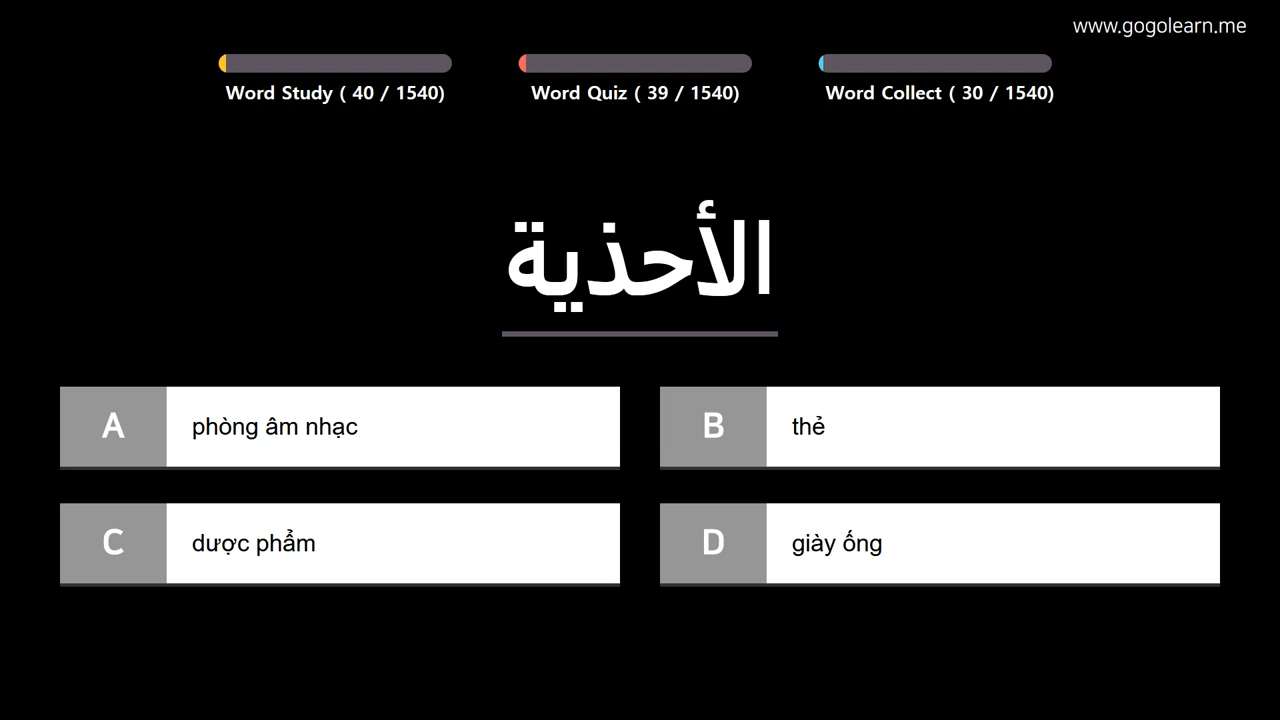 www.gogolearn.me
Word Study ( 40 / 1540)
Word Quiz ( 39 / 1540)
Word Collect ( 30 / 1540)
الأحذية
A phòng âm nhạc
B thẻ
C dược phẩm
D giày ống